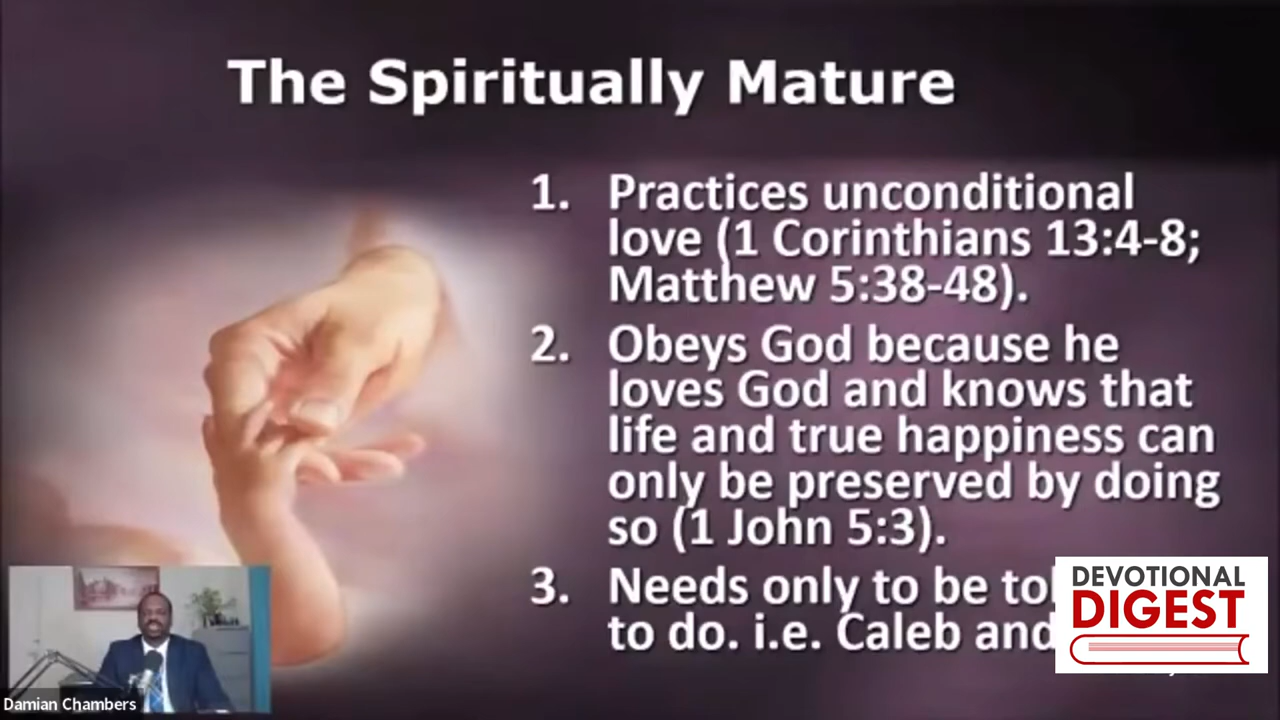 The Spiritually Mature
1. Practices unconditional
love (1 Corinthians 13:4-8;
Matthew 5:38-48).
2. Obeys God because he
loves God and knows that
life and true happiness can
only be preserved by doing
so (1 John 5:3).
3. Needs only to be
to do. i.e. Caleb and
DEVOTIONAL
DIGEST
Damian Chambers